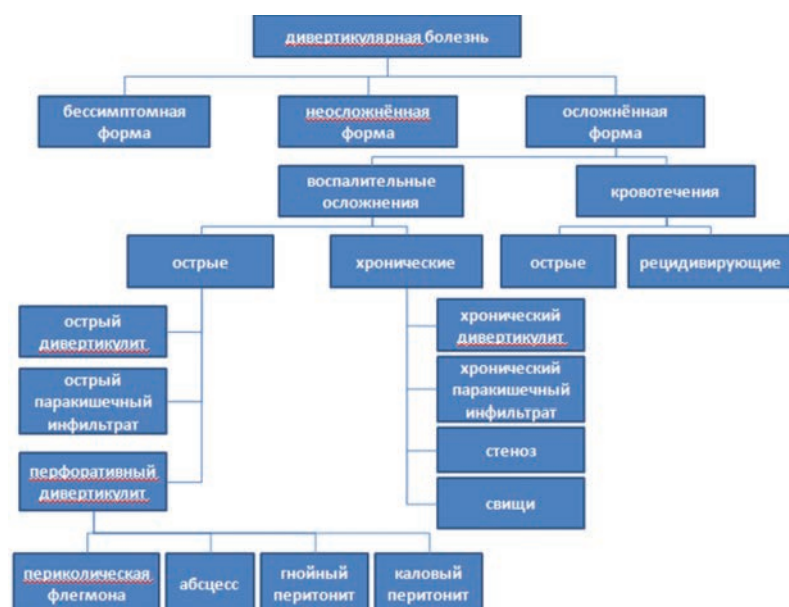 дивертикулярная болезнь
бессимптомная
форма
неосложнённая
форма
осложнённая
форма
воспалительные
осложнения
кровотечения
острые
хронические
острые
рецидивирующие
острый
дивертикулит
острый
паракишечный
инфильтрат
перфоративный
дивертикулит
хронический
дивертикулит
хронический
паракишечный
инфильтрат
стеноз
свищи
периколическая
флегмона
абсцесс
гнойный
перитонит
каловый
перитонит